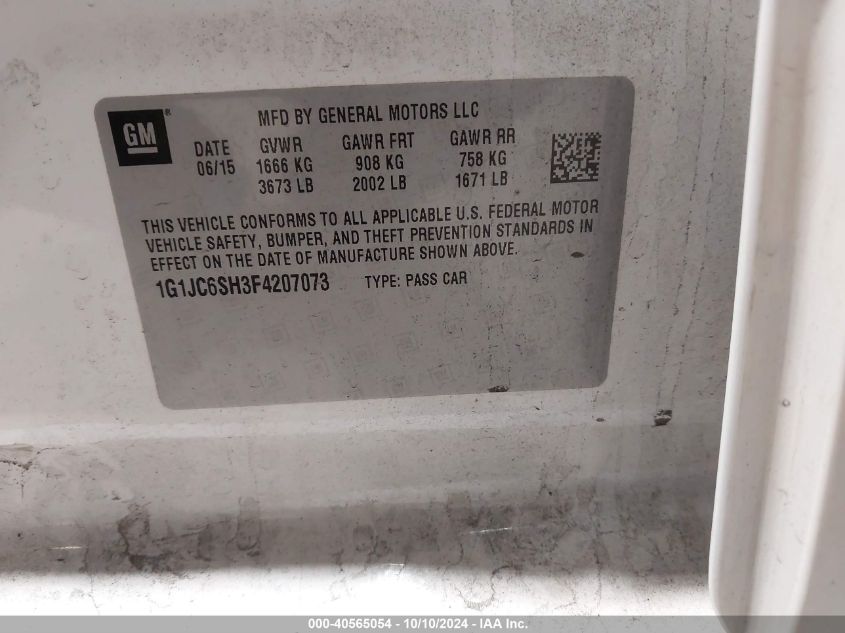 GM ®
MFD BY GENERAL MOTORS LLC
DATE GVWR GAWR FRT GAWR RR
06/15 1666 KG 908 KG 758 KG
3673 LB 2002 LB 1671 LB
THIS VEHICLE CONFORMS TO ALL APPLICABLE U.S. FEDERAL MOTOR
VEHICLE SAFETY, BUMPER, AND THEFT PREVENTION STANDARDS IN
EFFECT ON THE DATE OF MANUFACTURE SHOWN ABOVE.
1G1JC6SH3F4207073 TYPE: PASS CAR
000-40565054 - 10/10/2024 - IAA Inc.